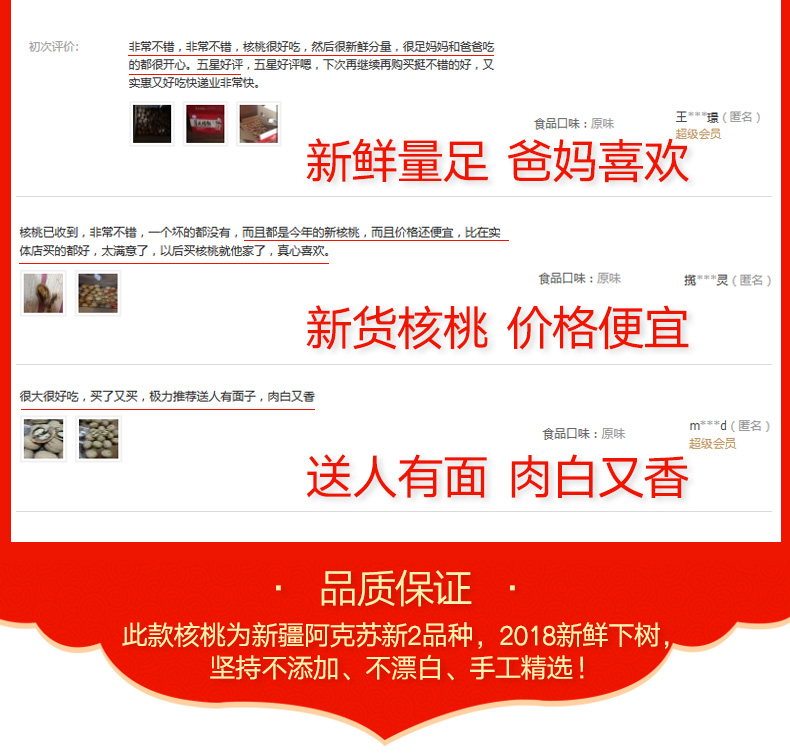 初次评价:
非常不错，非常不错，核桃很好吃，然后很新鲜分量，很足妈妈和爸爸吃
的都很开心。五星好评，五星好评嗯，下次再继续再购买挺不错的好，又
实惠又好吃快递业非常快。
食品口味：原味
王***璟（匿名）
超级会员
新鲜量足 爸妈喜欢
核桃已收到，非常不错，一个坏的都没有，而且都是今年的新核桃，而且价格还便宜，比在实
体店买的都好，太满意了，以后买核桃就他家了，真心喜欢。
食品口味：原味
揽***灵（匿名）
新货核桃 价格便宜
很大很好吃，买了又买，极力推荐送人有面子，肉白又香
食品口味：原味
m***d（匿名）
超级会员
送人有面 肉白又香
· 品质保证 ·
此款核桃为新疆阿克苏新2品种，2018新鲜下树，
坚持不添加、不漂白、手工精选！